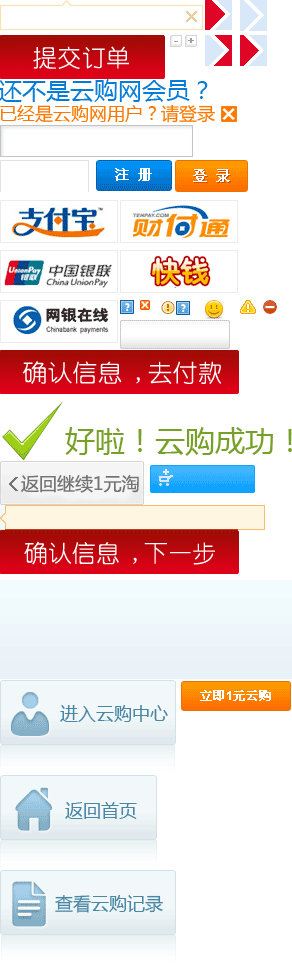 提交订单
还不是云购网会员？
已经是云购网用户？请登录
注 册
登 录
支付宝
TENPAY.COM
财付通
UnionPay
银联
中国银联
China UnionPay
快钱
网银在线
Chinabank payments
确认信息，去付款
好啦！云购成功！
返回继续1元淘
确认信息，下一步
进入云购中心
立即1元云购
返回首页
查看云购记录